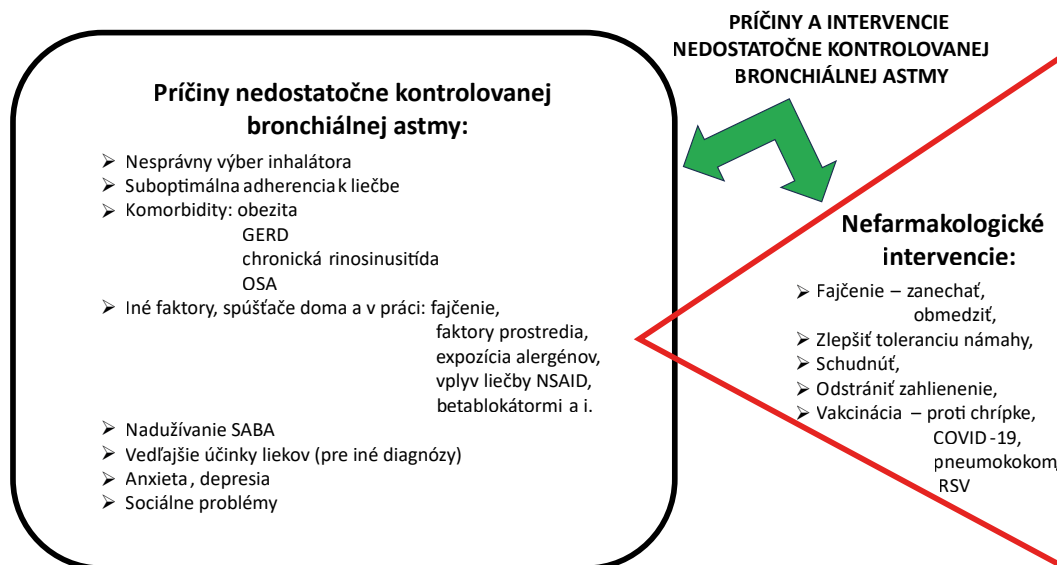 PRÍČINY A INTERVENCIE
NEDOSTATOČNE KONTROLOVANEJ
BRONCHIÁLNEJ ASTMY
Príčiny nedostatočne kontrolovanej
bronchiálnej astmy:
➢ Nesprávny výber inhalátora
➢ Suboptimálna adherencia k liečbe
➢ Komorbidity: obezita
GERD
chronická rinosinusitída
OSA
➢ Iné faktory, spúšťače doma a v práci: fajčenie,
faktory prostredia,
expozícia alergénov,
vplyv liečby NSAID,
betablokátormi a i.
➢ Nadužívanie SABA
➢ Vedľajšie účinky liekov (pre iné diagnózy)
➢ Anxieta, depresia
➢ Sociálne problémy
Nefarmakologické
intervencie:
➢ Fajčenie – zanechať,
obmedziť,
➢ Zlepšiť toleranciu námahy,
➢ Schudnúť,
➢ Odstrániť zahlienenie,
➢ Vakcinácia – proti chrípke,
COVID-19,
pneumokokom,
RSV